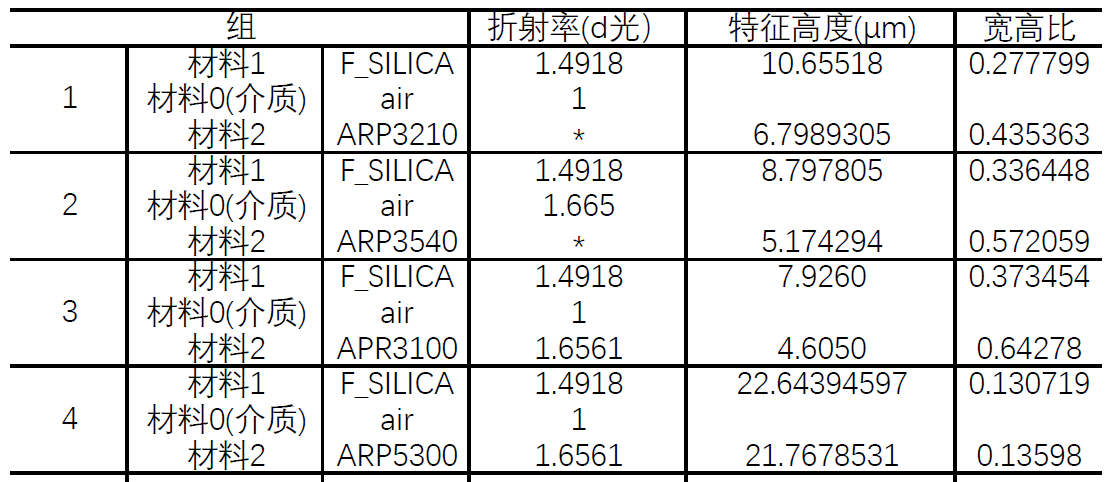 组 折射率(d光) 特征高度(μm) 宽高比
材料1 F_SILICA 1.4918 10.65518 0.277799
1 材料0(介质) air 1
材料2 ARP3210 * 6.7989305 0.435363
材料1 F_SILICA 1.4918 8.797805 0.336448
2 材料0(介质) air 1.665
材料2 ARP3540 * 5.174294 0.572059
材料1 F_SILICA 1.4918 7.9260 0.373454
3 材料0(介质) air 1
材料2 APR3100 1.6561 4.6050 0.64278
材料1 F_SILICA 1.4918 22.64394597 0.130719
4 材料0(介质) air 1
材料2 ARP5300 1.6561 21.7678531 0.13598